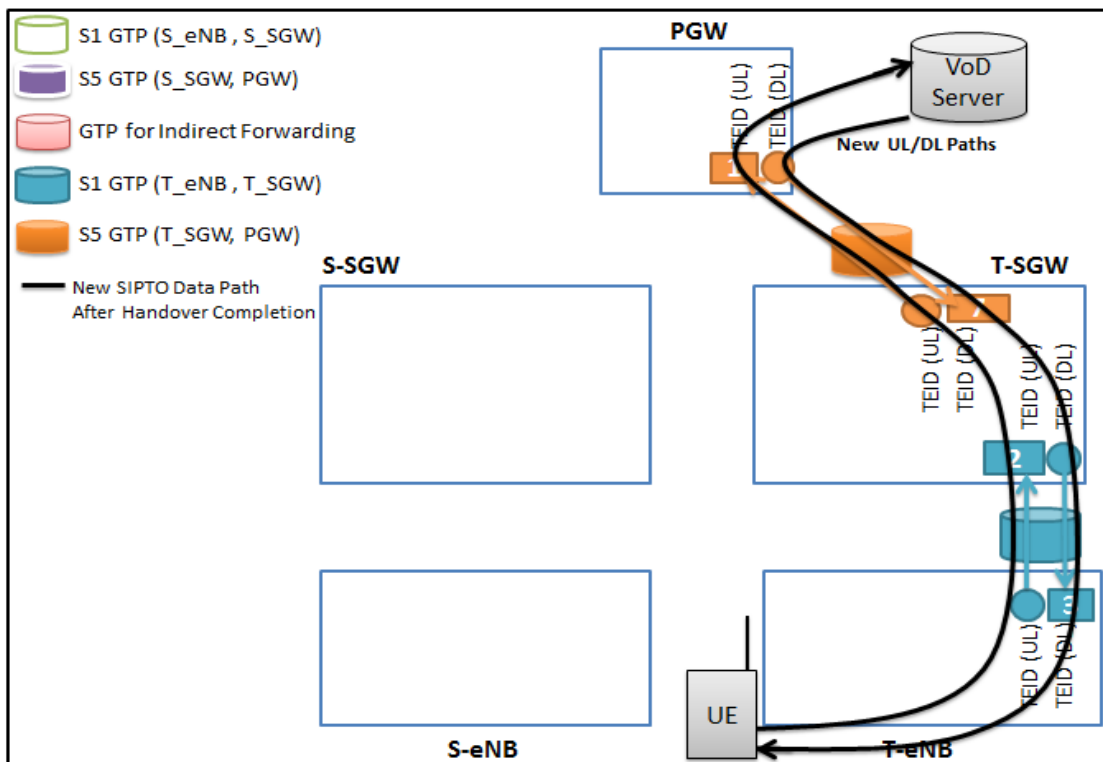 S1 GTP (S_eNB , S_SGW)
S5 GTP (S_SGW, PGW)
GTP for Indirect Forwarding
S1 GTP (T_eNB , T_SGW)
S5 GTP (T_SGW, PGW)
New SIPTO Data Path
After Handover Completion
PGW
TEID (UL)
TEID (DL)
1
VoD
Server
New UL/DL Paths
S-SGW
T-SGW
7
TEID (UL)
TEID (DL)
TEID (UL)
TEID (DL)
2
3
TEID (UL)
TEID (DL)
UE
S-eNB
T-eNB